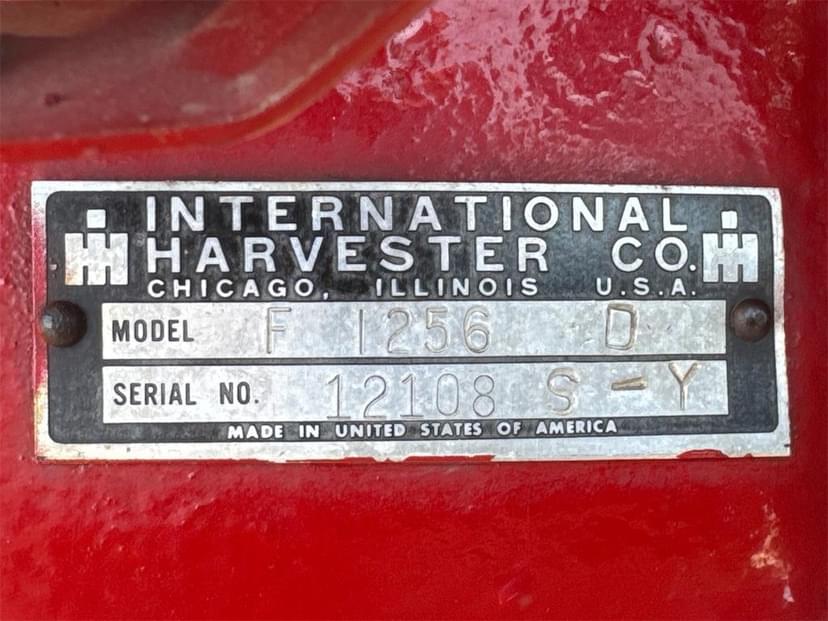 INTERNATIONAL
HARVESTER CO.
CHICAGO, ILLINOIS U.S.A.
MODEL F 1256 D
SERIAL NO. 12108 S-Y
MADE IN UNITED STATES OF AMERICA